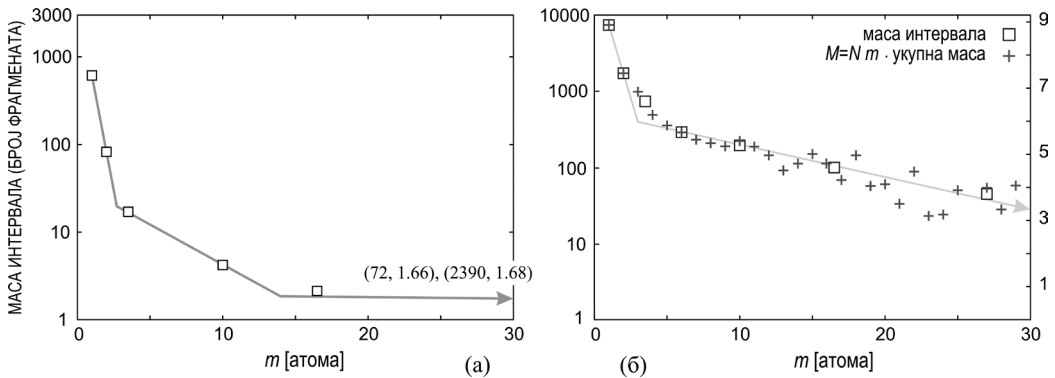 МАСА ИНТЕРВАЛА (БРОЈ ФРАГМЕНАТА)
3000
1000
100
10
1
0
10
20
30
(72, 1.66), (2390, 1.68)
m [атома]
(а)
10000
1000
100
10
1
0
10
20
30
9
7
5
3
1
маса интервала
M=N m · укупна маса
m [атома]
(б)